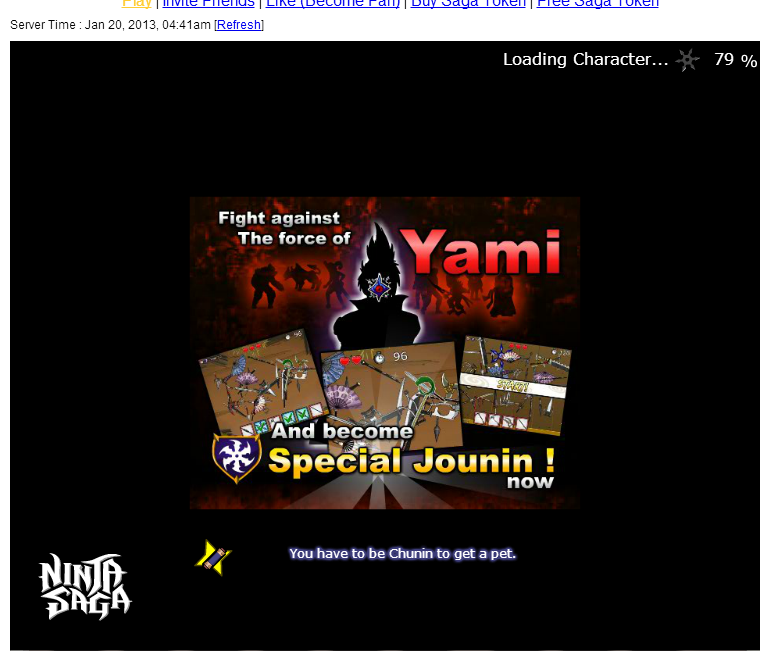 Play | Invite Friends | Like (Become Fan) | Buy Saga Token | Free Saga Token
Server Time : Jan 20, 2013, 04:41am [Refresh]
Loading Character... 79 %
Fight against
The force of
Yami
96
And become
Special Jounin !
now
You have to be Chunin to get a pet.
NINJA
SAGA